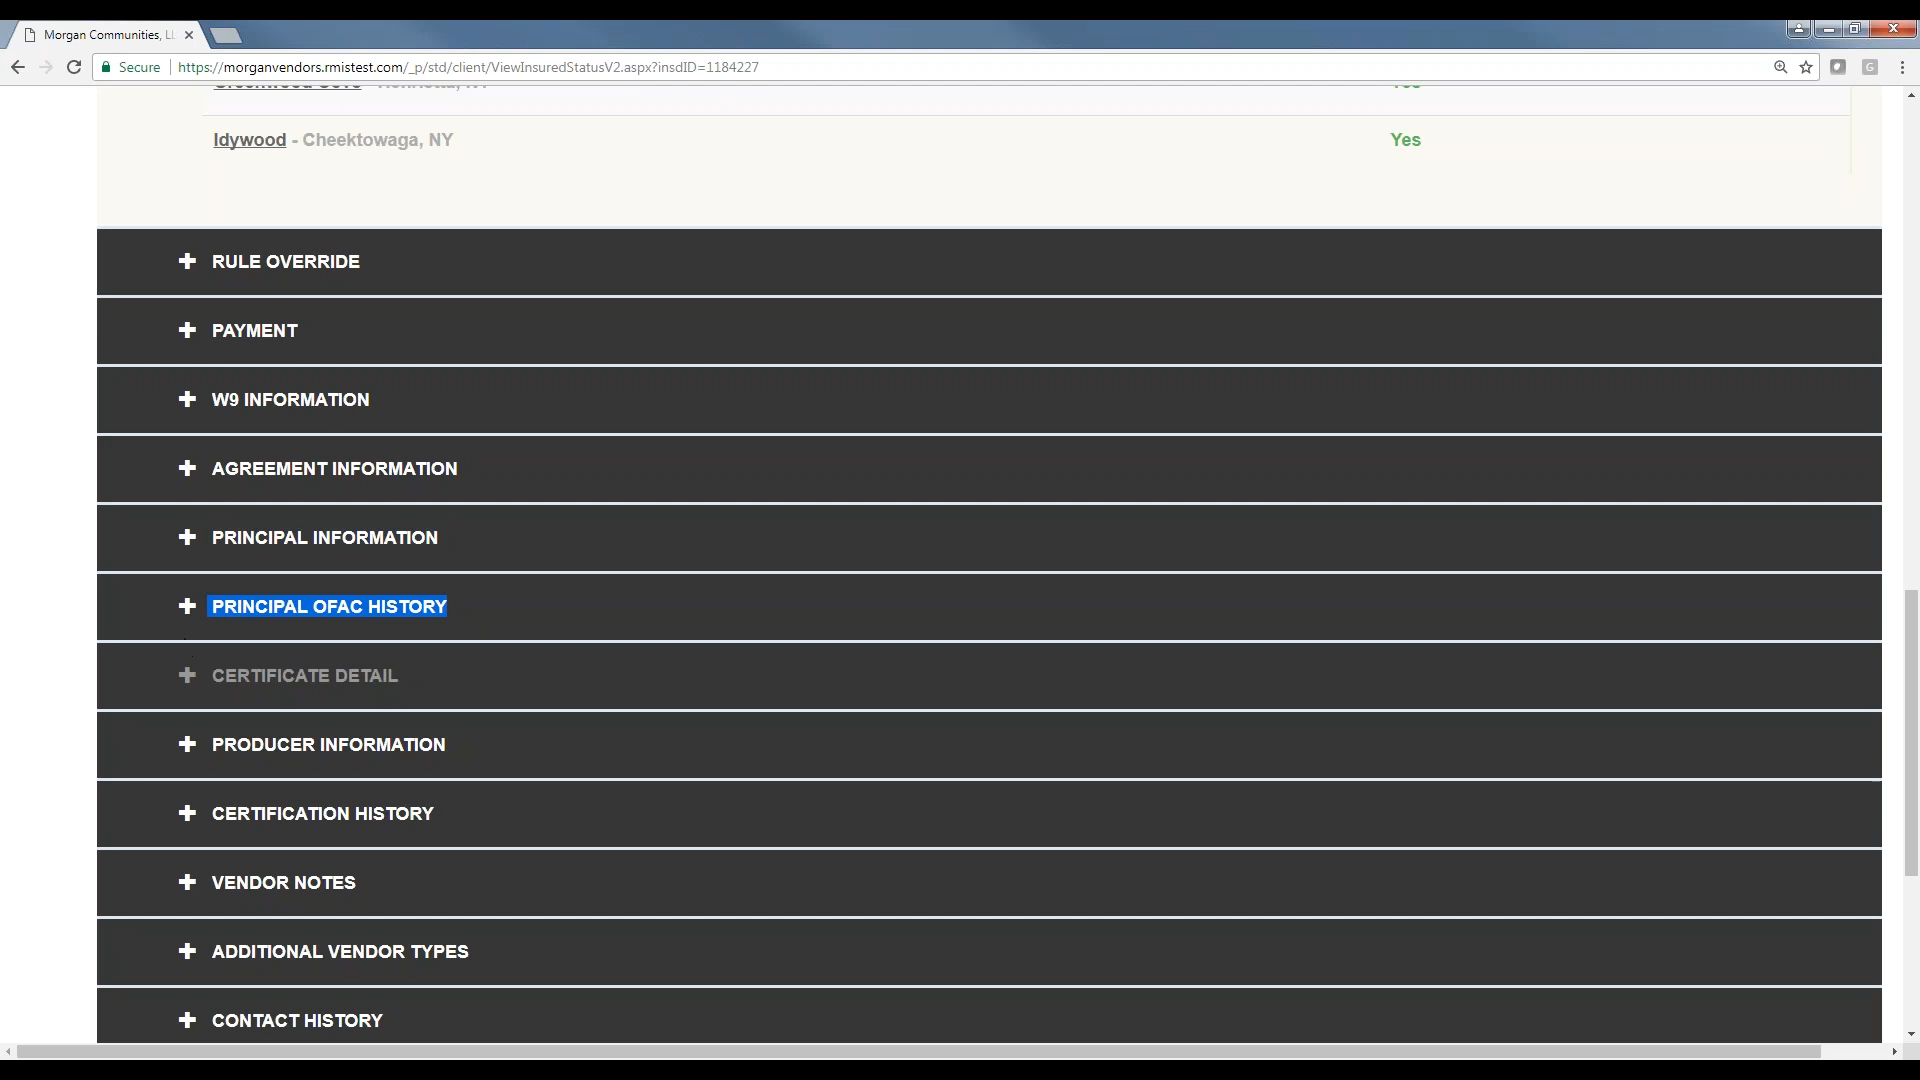 Morgan Communities, LL
Secure https://morganvendors.rmistest.com/_p/std/client/ViewInsuredStatusV2.aspx?insdID=1184227
Idywood - Cheektowaga, NY Yes
RULE OVERRIDE
PAYMENT
W9 INFORMATION
AGREEMENT INFORMATION
PRINCIPAL INFORMATION
PRINCIPAL OFAC HISTORY
CERTIFICATE DETAIL
PRODUCER INFORMATION
CERTIFICATION HISTORY
VENDOR NOTES
ADDITIONAL VENDOR TYPES
CONTACT HISTORY